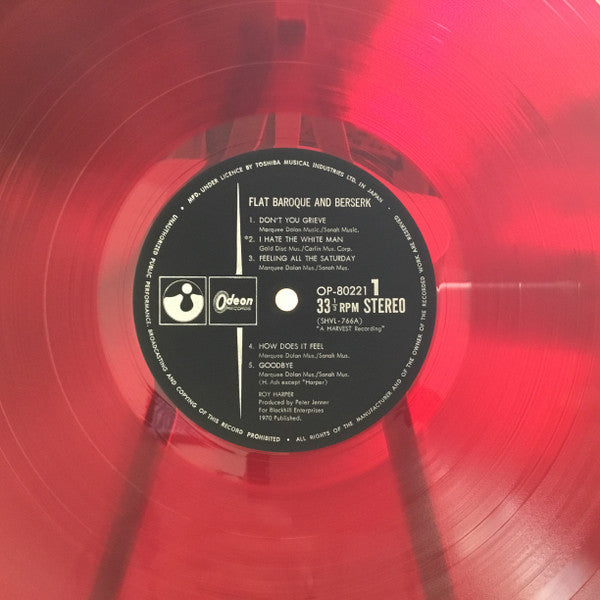 MFD. UNDER LICENCE BY TOSHIBA MUSICAL INDUSTRIES LTD. IN JAPAN •
ALL RIGHTS OF THE MANUFACTURER AND OF THE OWNER OF THE RECORDED WORK ARE RESERVED
• UNAUTHORIZED PUBLIC PERFORMANCE, BROADCASTING AND COPYING OF THIS RECORD PROHIBITED •
FLAT BAROQUE AND BERSERK
1. DON'T YOU GRIEVE
Marquee Dolan Music./Sonah Music.
*2. I HATE THE WHITE MAN
Gold Disc Mus./Carlin Mus. Corp.
3. FEELING ALL THE SATURDAY
Marquee Dolan Mus./Sonah Mus.
Odeon
RECORDS
OP-80221 1
33 1/3 RPM STEREO
(SHVL-766A)
"A HARVEST Recording"
4. HOW DOES IT FEEL
Marquee Dolan Mus./Sonah Mus.
5. GOODBYE
Marquee Dolan Mus./Sonah Mus.
(H. Ash except "Harper)
ROY HARPER
Produced by Peter Jenner
For Blackhill Enterprises
1970 Published.